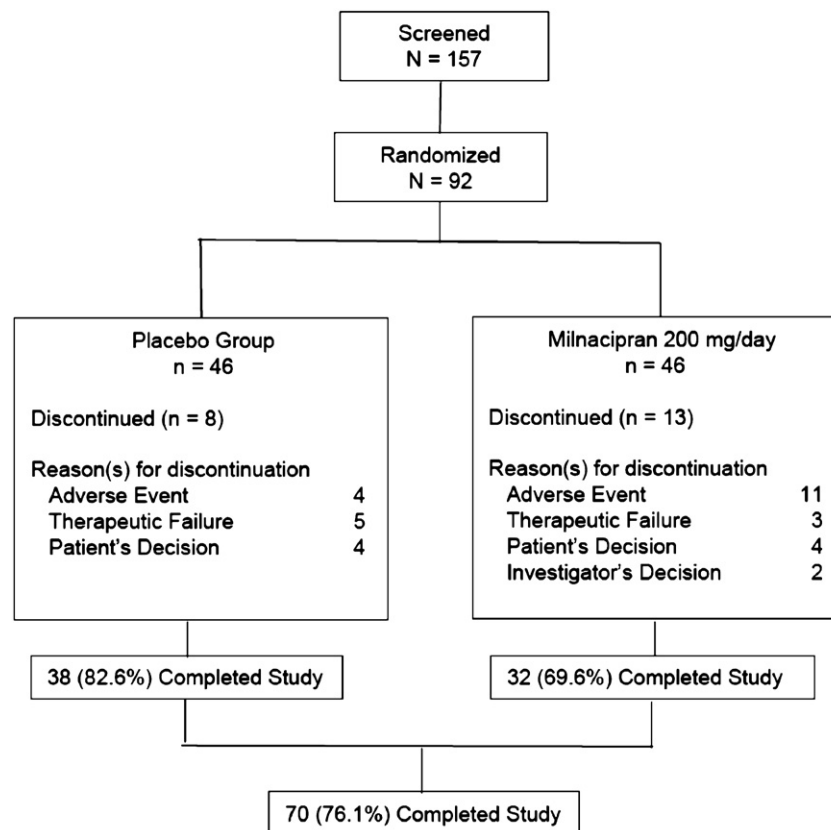 Screened
N = 157
Randomized
N = 92
Placebo Group
n = 46
Discontinued (n = 8)
Reason(s) for discontinuation
Adverse Event 4
Therapeutic Failure 5
Patient's Decision 4
Milnacipran 200 mg/day
n = 46
Discontinued (n = 13)
Reason(s) for discontinuation
Adverse Event 11
Therapeutic Failure 3
Patient's Decision 4
Investigator's Decision 2
38 (82.6%) Completed Study
32 (69.6%) Completed Study
70 (76.1%) Completed Study